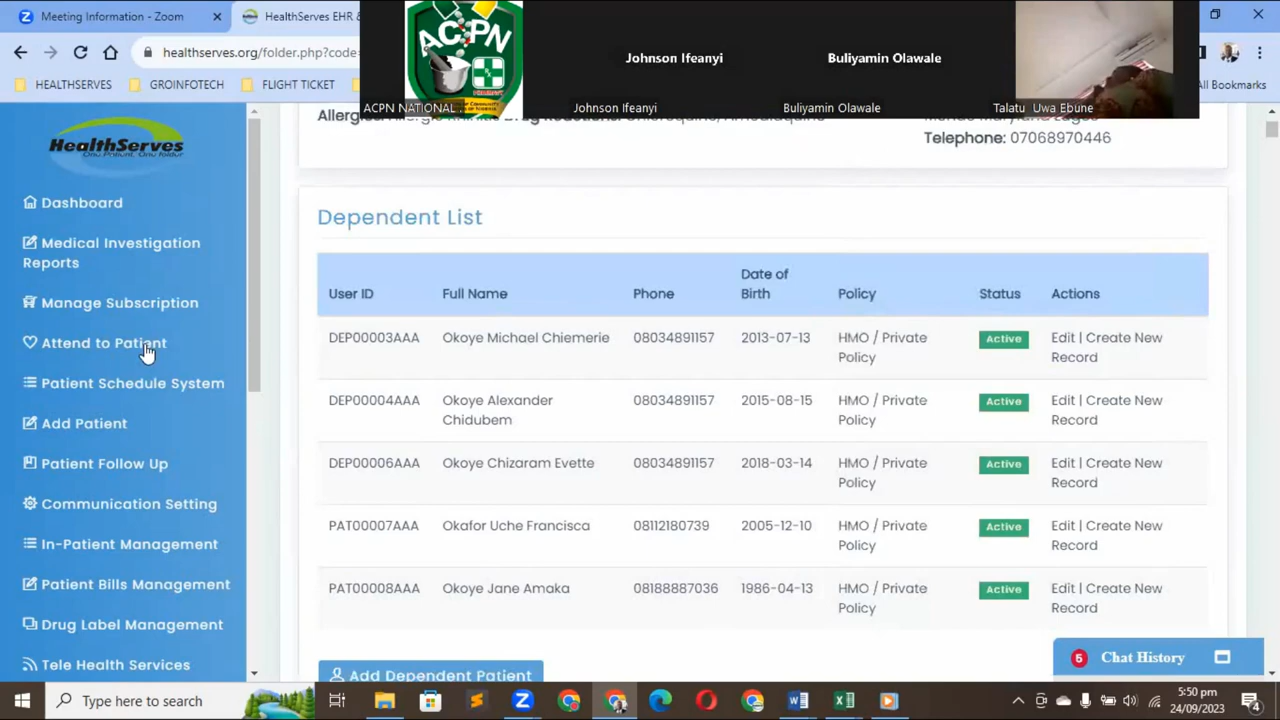 Meeting Information - Zoom
HealthServes EHR &
healthserves.org/folder.php?code=
HEALTHSERVES
GROINFOTECH
FLIGHT TICKET
All Bookmarks
ACPN
ACPN NATIONAL
Johnson Ifeanyi
Johnson Ifeanyi
Buliyamin Olawale
Buliyamin Olawale
Talatu Uwa Ebune
HealthServes
One Patient. One folder.
Dashboard
Medical Investigation
Reports
Manage Subscription
Attend to Patient
Patient Schedule System
Add Patient
Patient Follow Up
Communication Setting
In-Patient Management
Patient Bills Management
Drug Label Management
Tele Health Services
Telephone: 07068970446
Dependent List
User ID Full Name Phone Date of Birth Policy Status Actions
DEP00003AAA Okoye Michael Chiemerie 08034891157 2013-07-13 HMO / Private Policy Active Edit | Create New Record
DEP00004AAA Okoye Alexander Chidubem 08034891157 2015-08-15 HMO / Private Policy Active Edit | Create New Record
DEP00006AAA Okoye Chizaram Evette 08034891157 2018-03-14 HMO / Private Policy Active Edit | Create New Record
PAT00007AAA Okafor Uche Francisca 08112180739 2005-12-10 HMO / Private Policy Active Edit | Create New Record
PAT00008AAA Okoye Jane Amaka 08188887036 1986-04-13 HMO / Private Policy Active Edit | Create New Record
Add Dependent Patient
6 Chat History
Type here to search
5:50 pm
24/09/2023
4